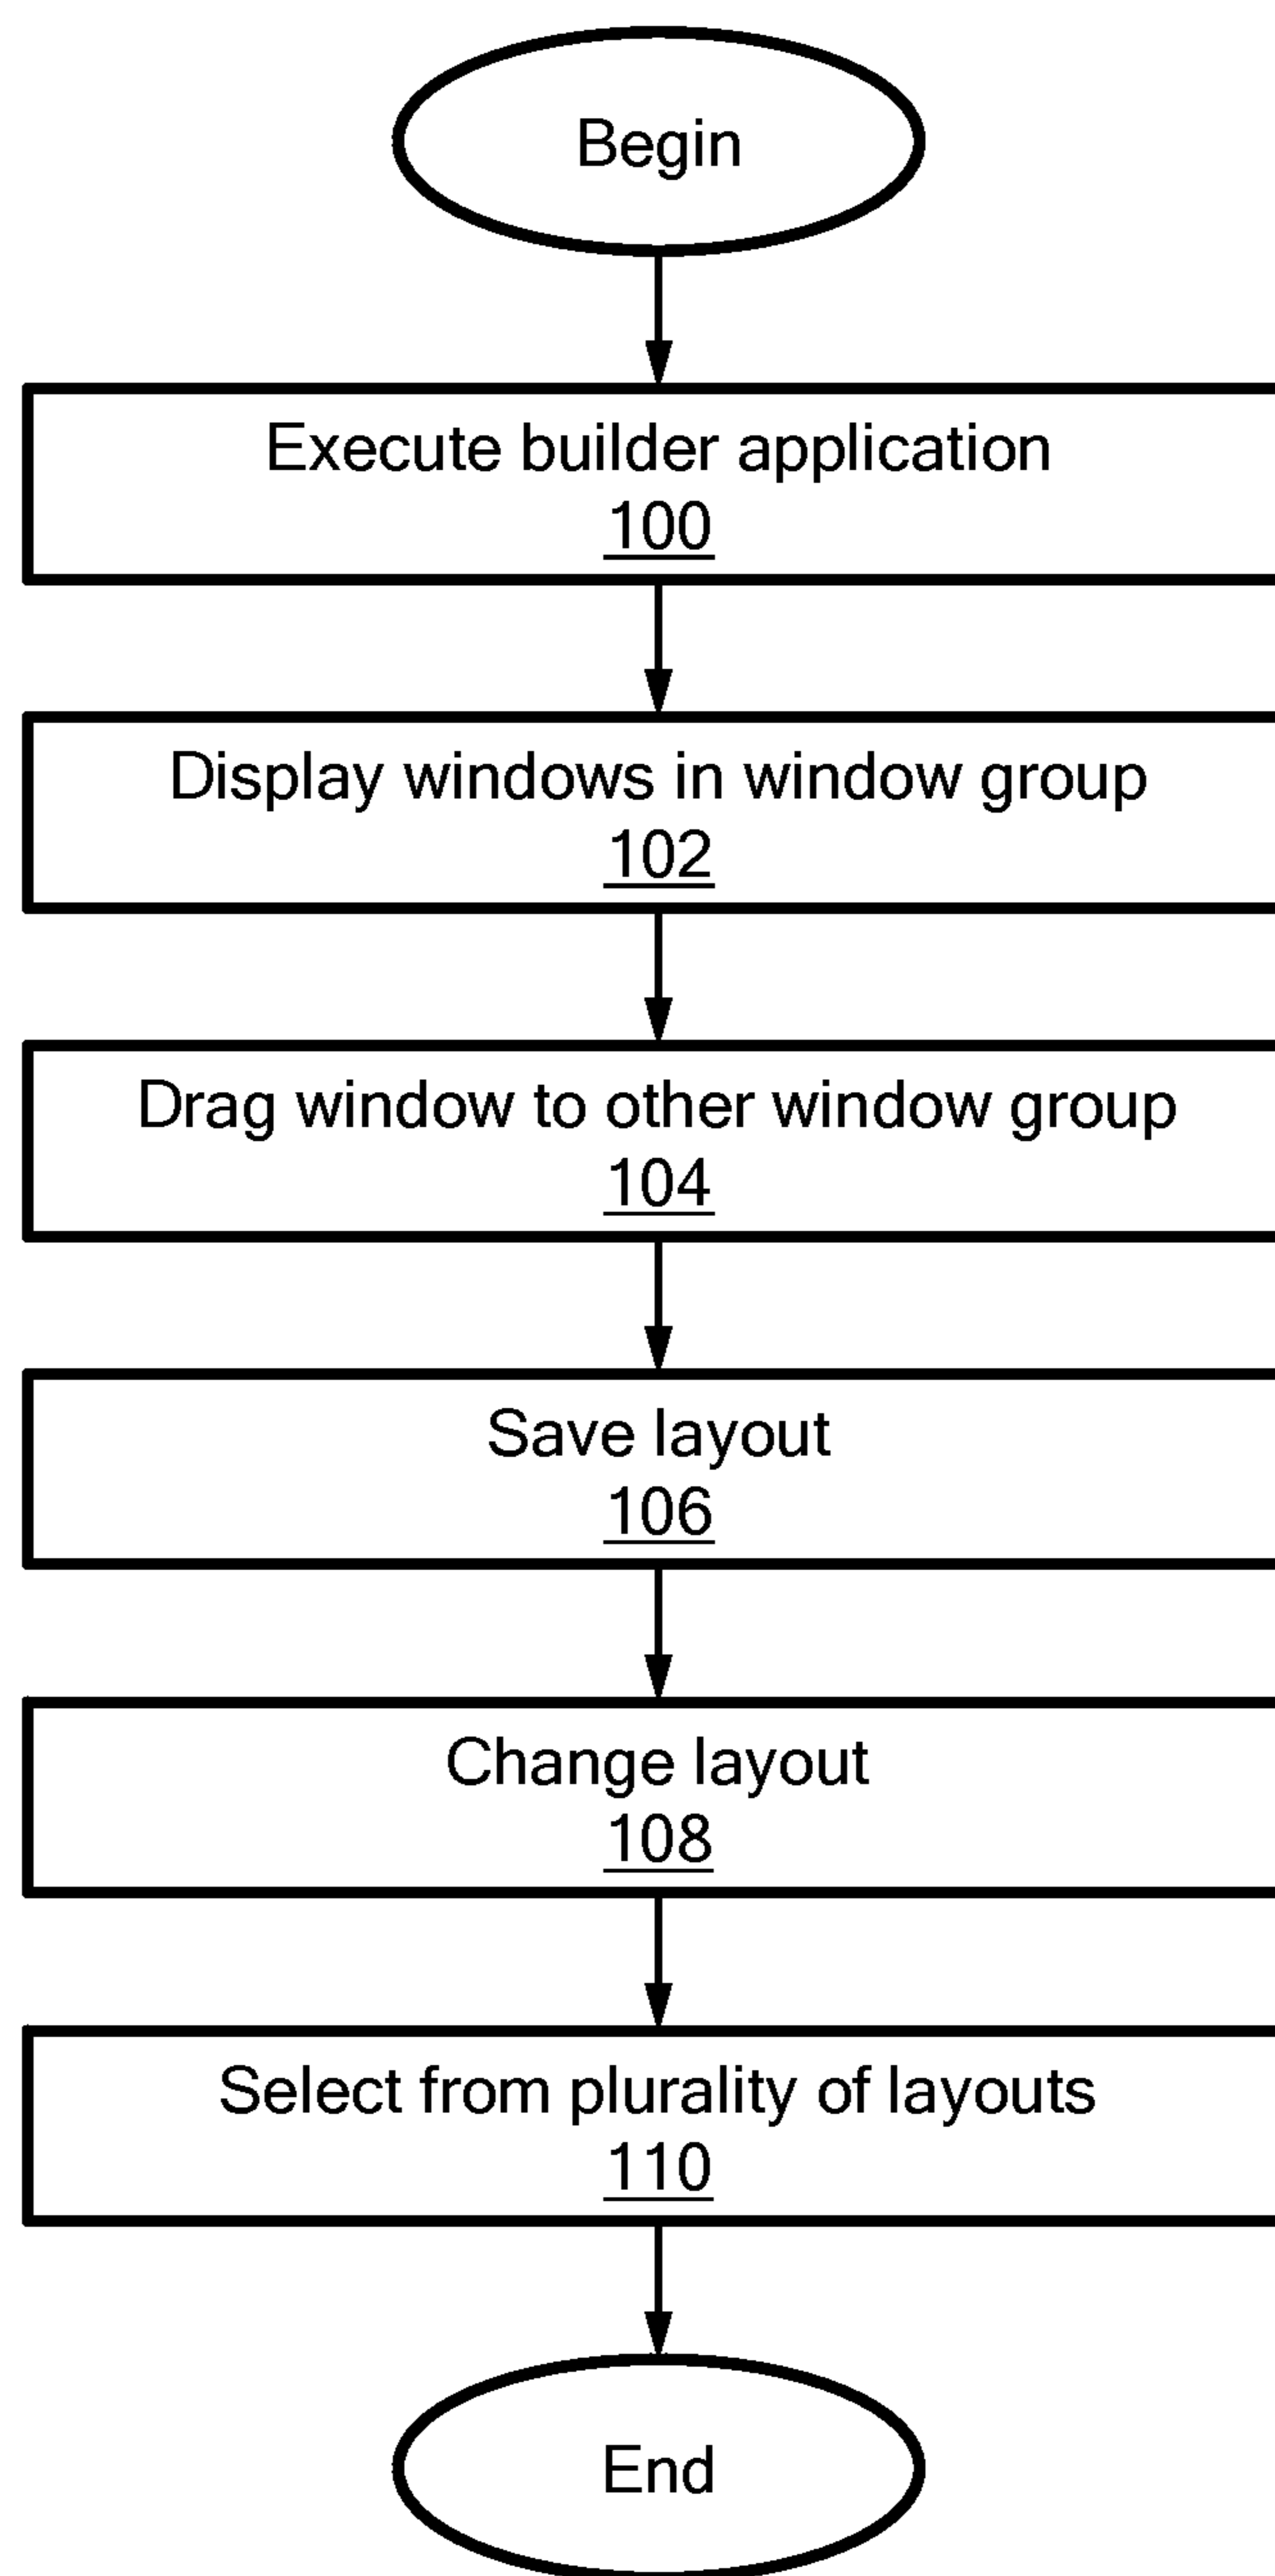 Begin
Execute builder application
100
Display windows in window group
102
Drag window to other window group
104
Save layout
106
Change layout
108
Select from plurality of layouts
110
End